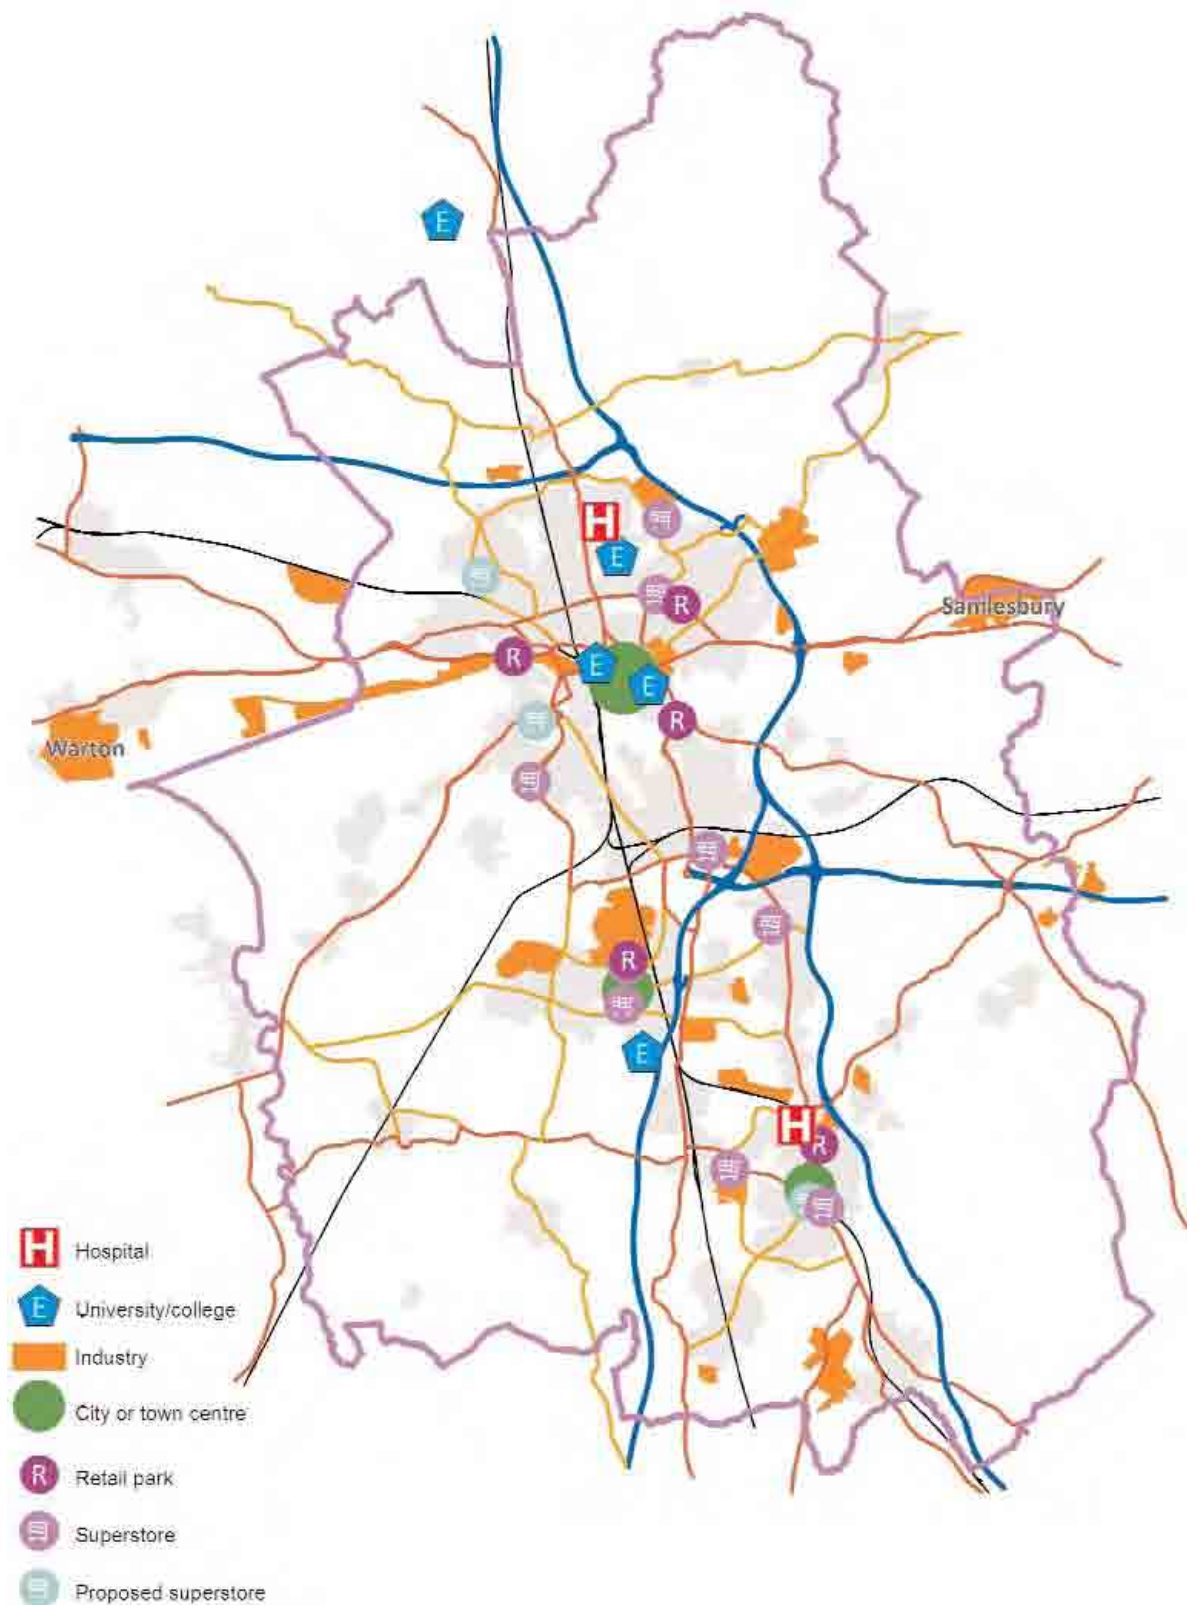 E
H
E
R
Samlesbury
R
E
E
R
Warton
R
E
H
R
H Hospital
E University/college
Industry
City or town centre
R Retail park
Superstore
Proposed superstore